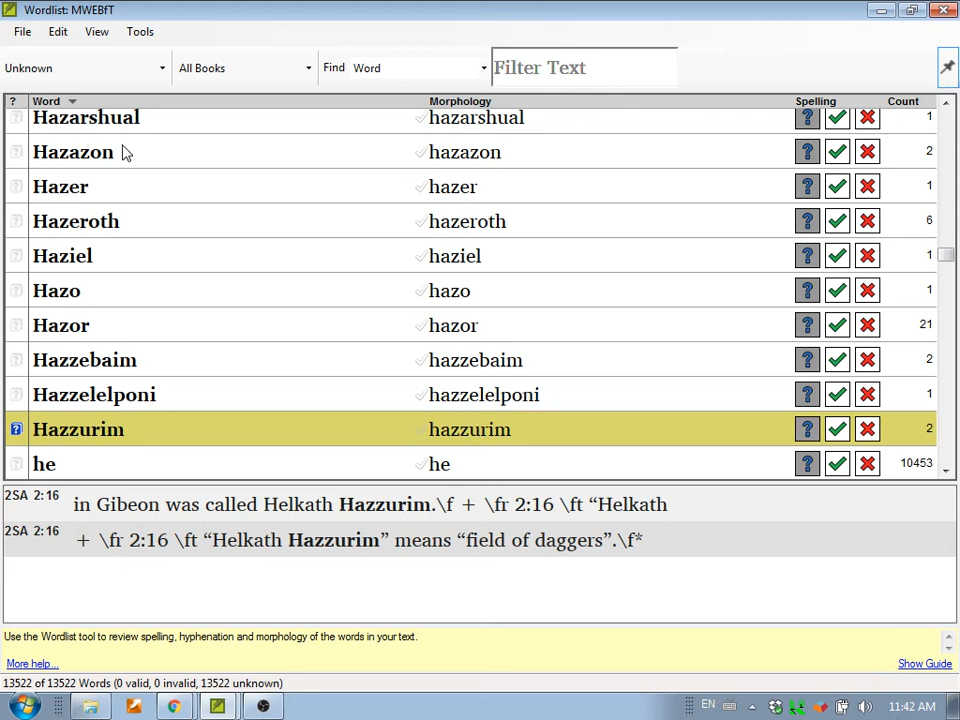 Wordlist: MWEBfT
File Edit View Tools
Unknown All Books Find Word Filter Text
? Word Morphology Spelling Count
Hazarshual hazarshual ? 1
Hazazon hazazon ? 2
Hazer hazer ? 1
Hazeroth hazeroth ? 6
Haziel haziel ? 1
Hazo hazo ? 1
Hazor hazor ? 21
Hazzebaim hazzebaim ? 2
Hazzelelponi hazzelelponi ? 1
? Hazzurim hazzurim ? 2
he he ? 10453
2SA 2:16 in Gibeon was called Helkath Hazzurim.\f + \fr 2:16 \ft “Helkath
2SA 2:16 + \fr 2:16 \ft “Helkath Hazzurim” means “field of daggers”.\f*
Use the Wordlist tool to review spelling, hyphenation and morphology of the words in your text.
More help... Show Guide
13522 of 13522 Words (0 valid, 0 invalid, 13522 unknown)
EN 11:42 AM